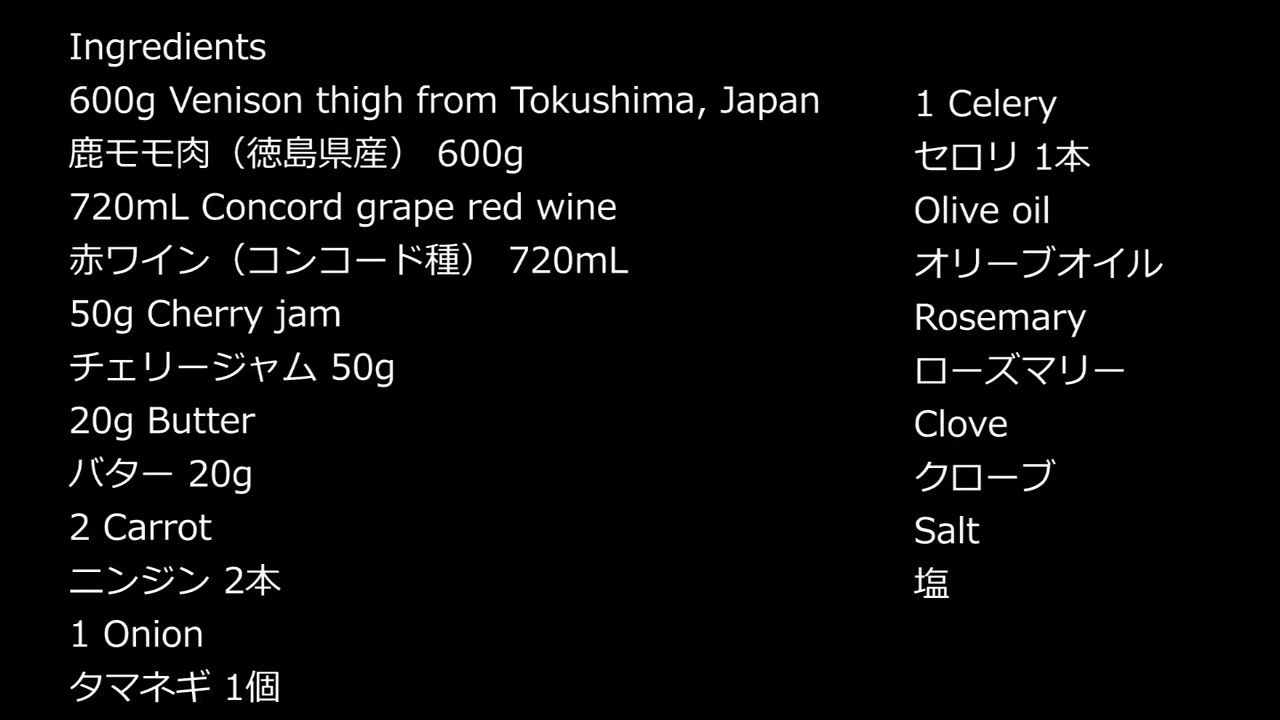 Ingredients
600g Venison thigh from Tokushima, Japan
鹿モモ肉（徳島県産） 600g
720mL Concord grape red wine
赤ワイン（コンコード種） 720mL
50g Cherry jam
チェリージャム 50g
20g Butter
バター 20g
2 Carrot
ニンジン 2本
1 Onion
タマネギ 1個
1 Celery
セロリ 1本
Olive oil
オリーブオイル
Rosemary
ローズマリー
Clove
クローブ
Salt
塩